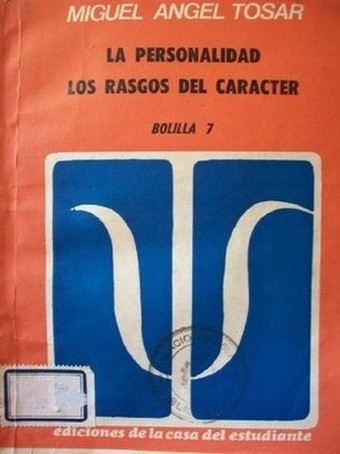 MIGUEL ANGEL TOSAR
LA PERSONALIDAD
LOS RASGOS DEL CARACTER
BOLILLA 7
ediciones de la casa del estudiante